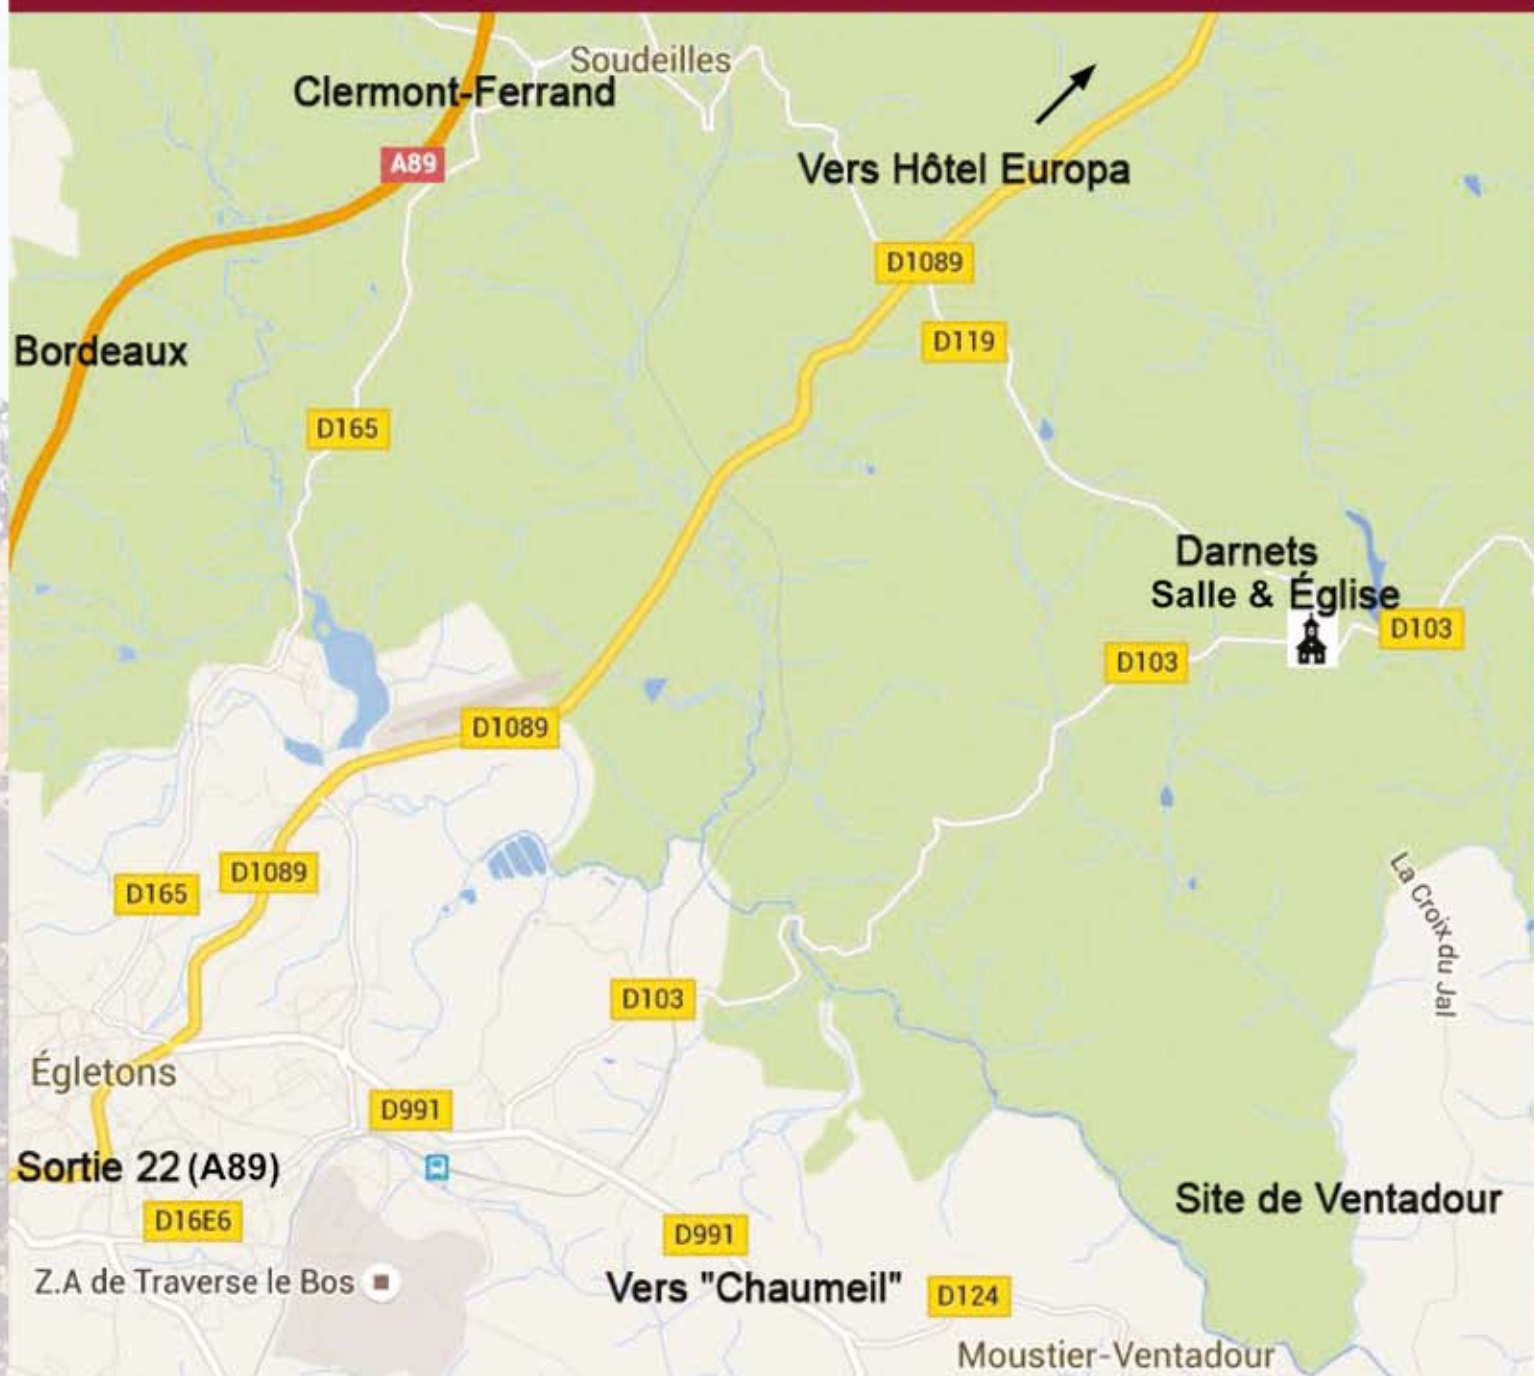 Soudeilles
Clermont-Ferrand
A89
Vers Hôtel Europa
D1089
D119
Bordeaux
D165
Darnets
Salle & Église
D103
D103
D1089
D1089
D165
D103
La Croix du Jal
Égletons
D991
Sortie 22 (A89)
D16E6
Site de Ventadour
D991
Z.A de Traverse le Bos
Vers "Chaumeil"
D124
Moustier-Ventadour